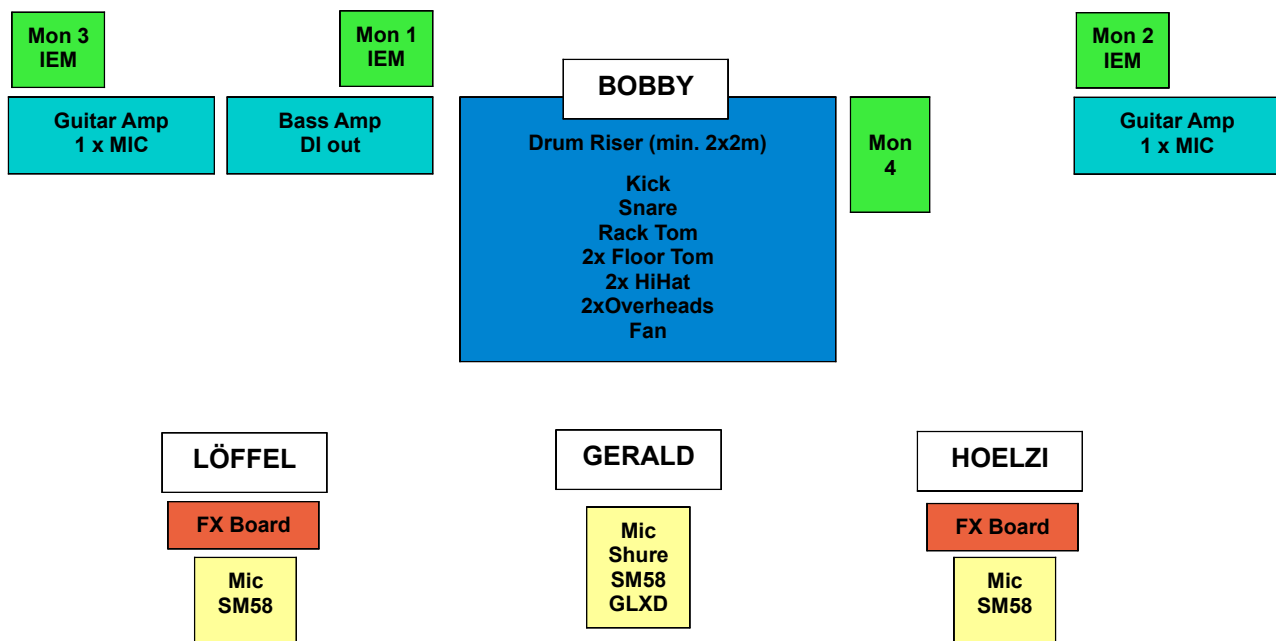 Mon 3
IEM
Mon 1
IEM
Mon 2
IEM
BOBBY
Guitar Amp
1 x MIC
Bass Amp
DI out
Drum Riser (min. 2x2m)
Kick
Snare
Rack Tom
2x Floor Tom
2x HiHat
2xOverheads
Fan
Mon
4
Guitar Amp
1 x MIC
LÖFFEL
FX Board
Mic
SM58
GERALD
Mic
Shure
SM58
GLXD
HOELZI
FX Board
Mic
SM58